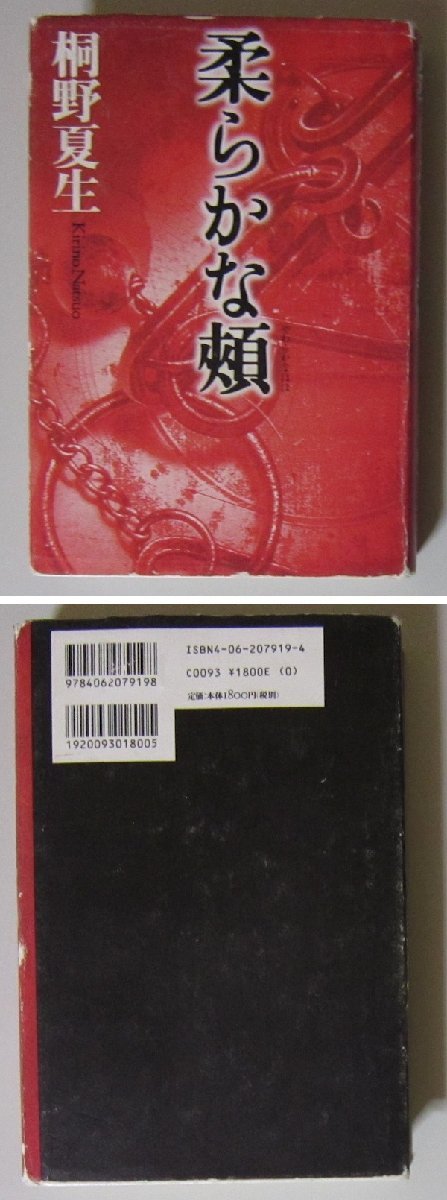 柔らかな頰
桐野夏生
Kirino Natsuo
ISBN4-06-207919-4
C0093 ¥1800E (0)
定価:本体1800円(税別)
9784062079198
1920093018005